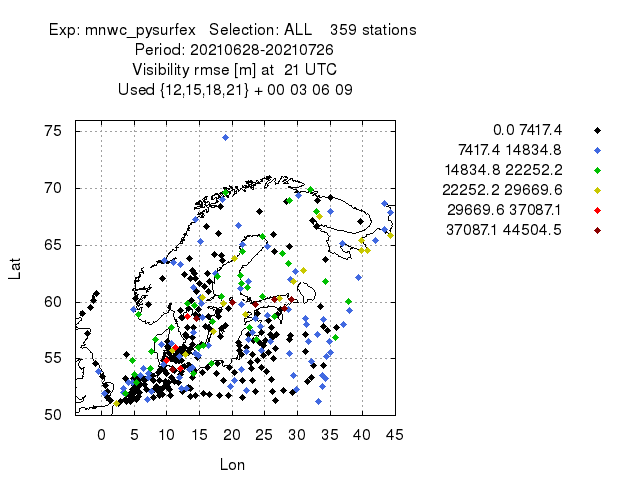 Exp: mnwc_pysurfex   Selection: ALL    359 stations
Period: 20210628-20210726
Visibility rmse [m] at  21 UTC
Used {12,15,18,21} + 00 03 06 09
0.0 7417.4
7417.4 14834.8
14834.8 22252.2
22252.2 29669.6
29669.6 37087.1
37087.1 44504.5
75
70
65
60
55
50
Lat
0 5 10 15 20 25 30 35 40 45
Lon